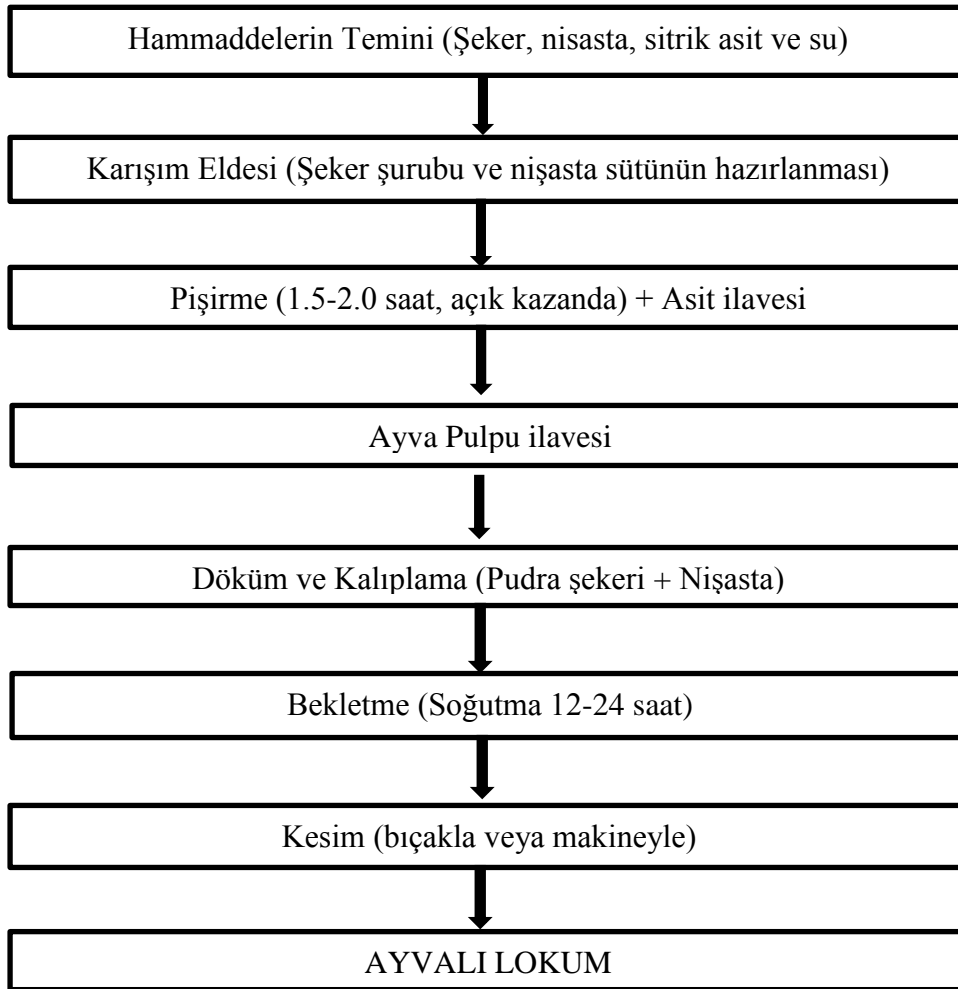 Hammaddelerin Temini (Şeker, nisasta, sitrik asit ve su)
Karışım Eldesi (Şeker şurubu ve nişasta sütünün hazırlanması)
Pişirme (1.5-2.0 saat, açık kazanda) + Asit ilavesi
Ayva Pulpu ilavesi
Döküm ve Kalıplama (Pudra şekeri + Nişasta)
Bekletme (Soğutma 12-24 saat)
Kesim (bıçakla veya makineyle)
AYVALI LOKUM